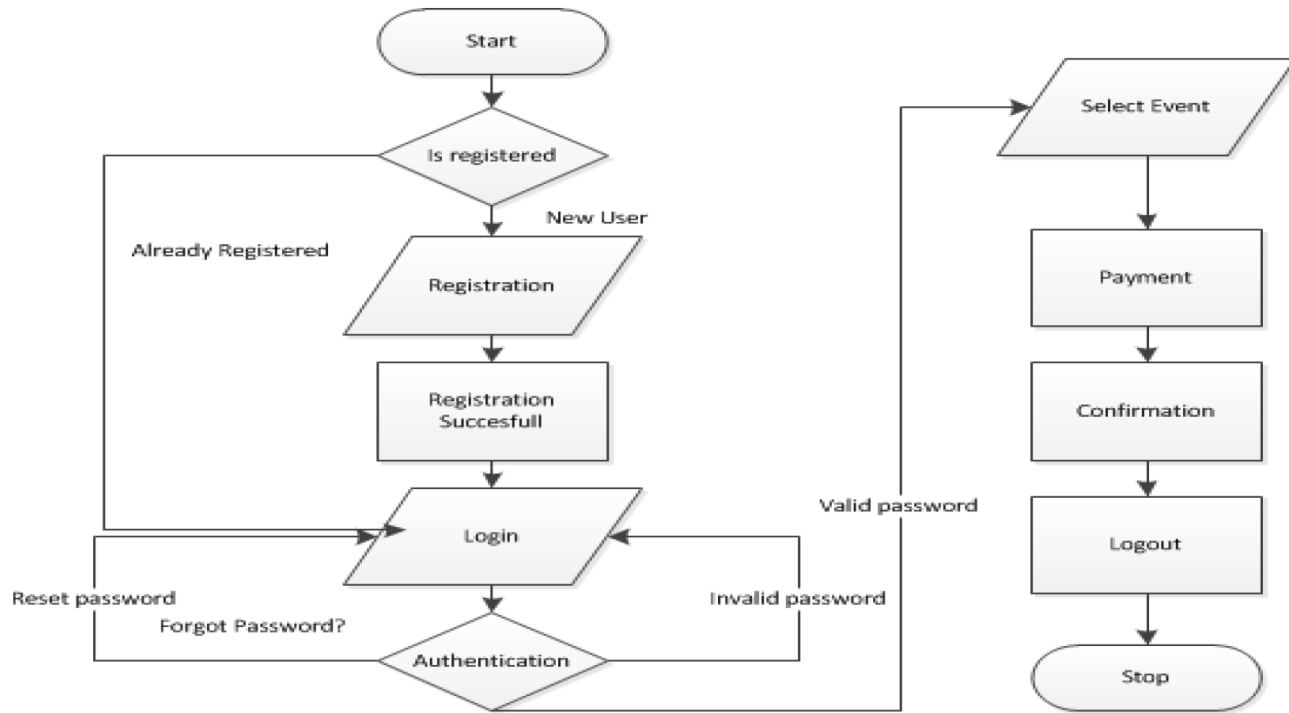 Start
Is registered
New User
Already Registered
Registration
Registration
Succesfull
Login
Reset password
Forgot Password?
Invalid password
Authentication
Valid password
Select Event
Payment
Confirmation
Logout
Stop